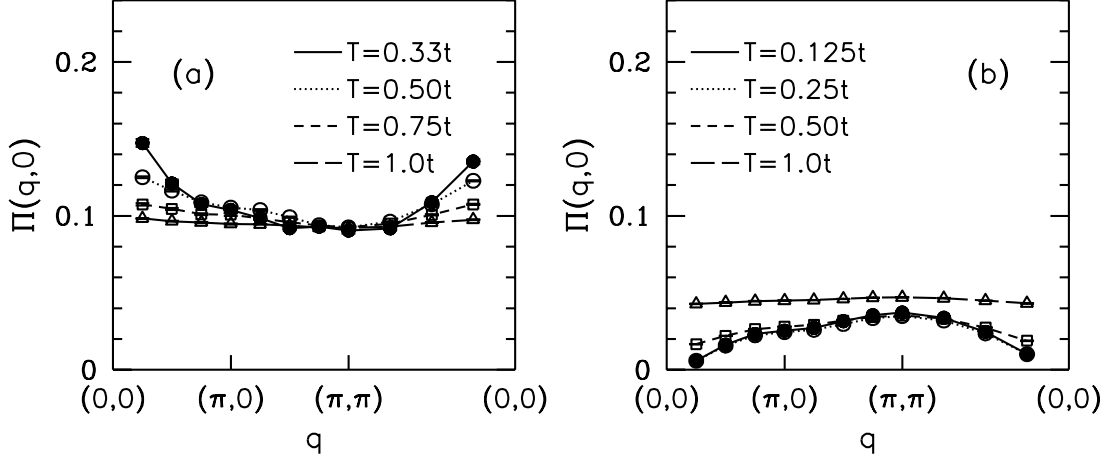 (a)
T=0.33t
T=0.50t
T=0.75t
T=1.0t
Π(q,0)
0.2
0.1
0
(0,0) (π,0) (π,π) (0,0)
q
(b)
T=0.125t
T=0.25t
T=0.50t
T=1.0t
Π(q,0)
0.2
0.1
0
(0,0) (π,0) (π,π) (0,0)
q